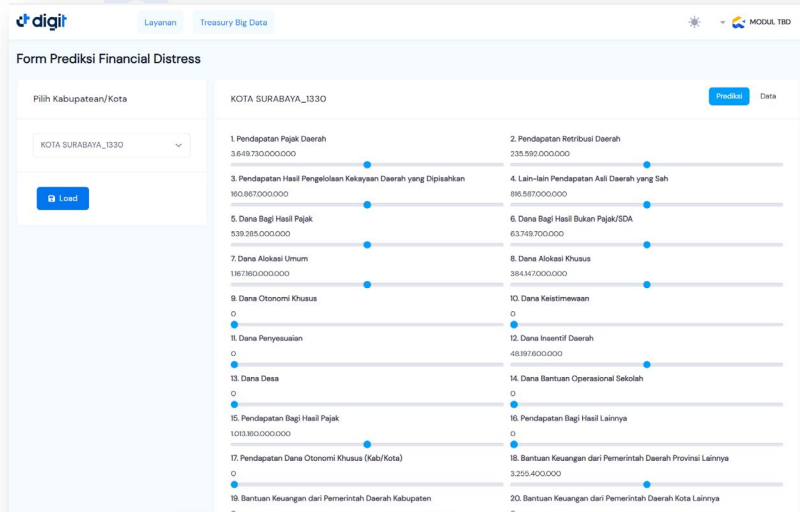 digit
Layanan
Treasury Big Data
MODUL TBD
Form Prediksi Financial Distress
Pilih Kabupatean/Kota
KOTA SURABAYA_1330
Load
KOTA SURABAYA_1330
Prediksi
Data
1. Pendapatan Pajak Daerah
3.649.730.000.000
2. Pendapatan Retribusi Daerah
235.592.000.000
3. Pendapatan Hasil Pengelolaan Kekayaan Daerah yang Dipisahkan
160.867.000.000
4. Lain-lain Pendapatan Asli Daerah yang Sah
816.587.000.000
5. Dana Bagi Hasil Pajak
539.285.000.000
6. Dana Bagi Hasil Bukan Pajak/SDA
63.749.700.000
7. Dana Alokasi Umum
1.167.160.000.000
8. Dana Alokasi Khusus
384.147.000.000
9. Dana Otonomi Khusus
0
10. Dana Keistimewaan
0
11. Dana Penyesuaian
0
12. Dana Insentif Daerah
48.197.600.000
13. Dana Desa
0
14. Dana Bantuan Operasional Sekolah
0
15. Pendapatan Bagi Hasil Pajak
1.013.160.000.000
16. Pendapatan Bagi Hasil Lainnya
0
17. Pendapatan Dana Otonomi Khusus (Kab/Kota)
0
18. Bantuan Keuangan dari Pemerintah Daerah Provinsi Lainnya
3.255.400.000
19. Bantuan Keuangan dari Pemerintah Daerah Kabupaten
20. Bantuan Keuangan dari Pemerintah Daerah Kota Lainnya